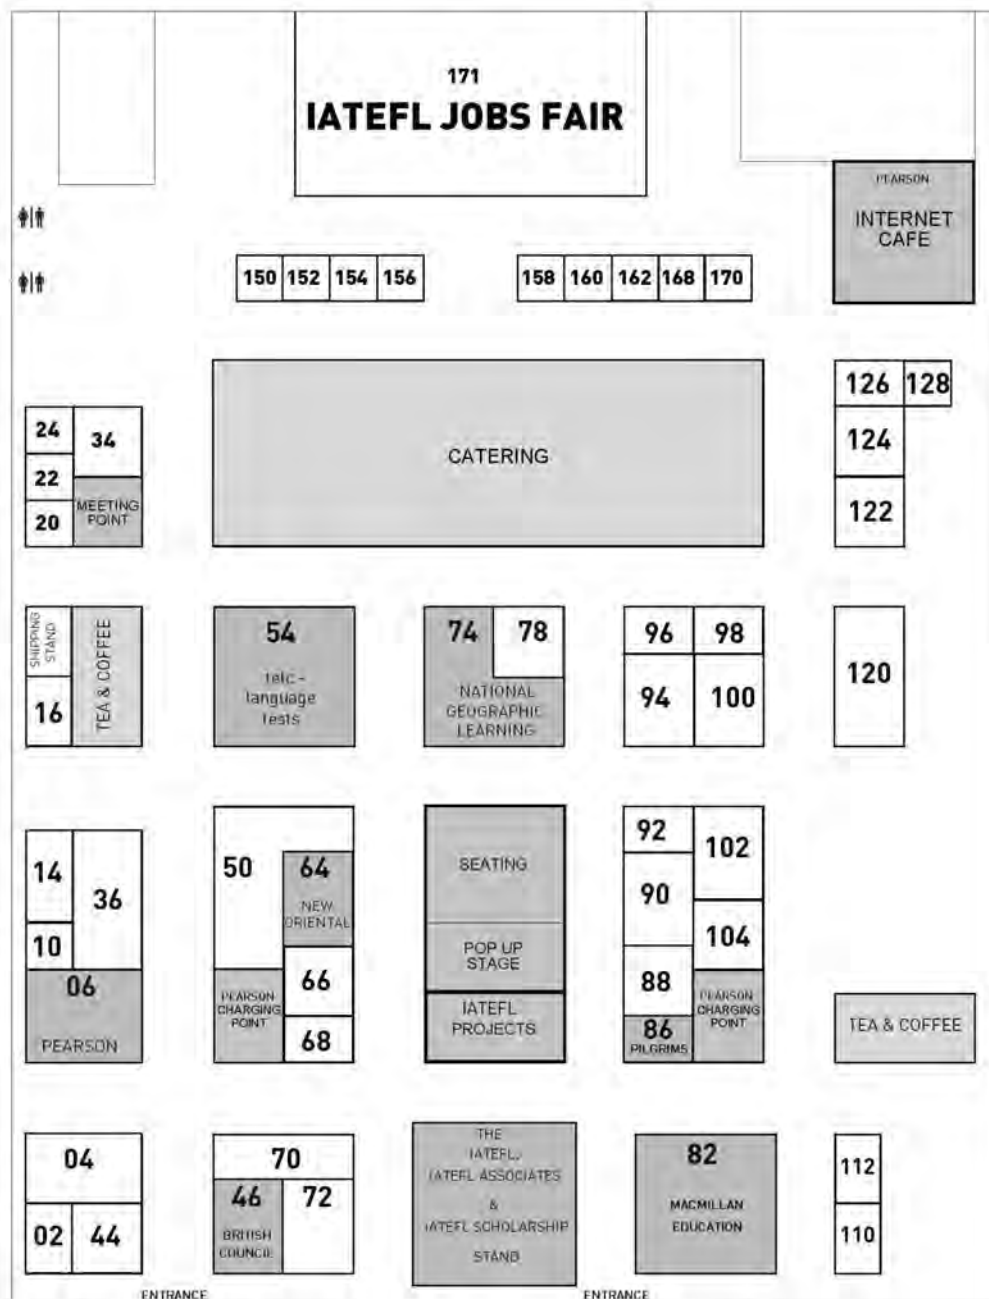 171
IATEFL JOBS FAIR
PEARSON
INTERNET
CAFE
150 152 154 156
158 160 162 168 170
CATERING
126 128
124
122
24
34
22
20
MEETING
POINT
SHIPPING
STAND
TEA & COFFEE
16
54
telc -
language
tests
74
78
NATIONAL
GEOGRAPHIC
LEARNING
96 98
94 100
120
14
36
10
06
PEARSON
50
64
NEW
ORIENTAL
66
PEARSON
CHARGING
POINT
68
SEATING
POP UP
STAGE
IATEFL
PROJECTS
92
102
90
104
88
PEARSON
CHARGING
POINT
86
PILGRIMS
TEA & COFFEE
04
02 44
70
46
BRITISH
COUNCIL
72
THE
IATEFL,
IATEFL ASSOCIATES
&
IATEFL SCHOLARSHIP
STAND
82
MACMILLAN
EDUCATION
112
110
ENTRANCE
ENTRANCE